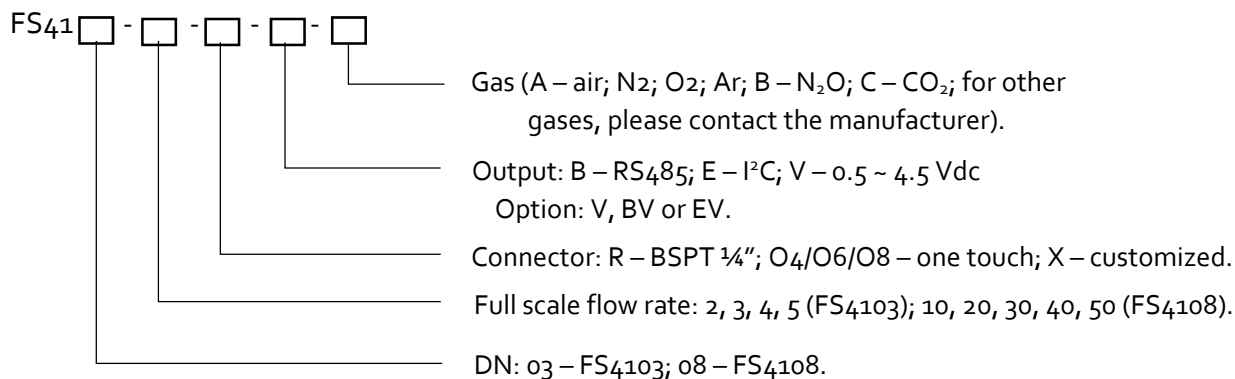 FS41 - - - -
Gas (A – air; N2; O2; Ar; B – N₂O; C – CO₂; for other
gases, please contact the manufacturer).
Output: B – RS485; E – I²C; V – 0.5 ~ 4.5 Vdc
Option: V, BV or EV.
Connector: R – BSPT ¼”; O4/O6/O8 – one touch; X – customized.
Full scale flow rate: 2, 3, 4, 5 (FS4103); 10, 20, 30, 40, 50 (FS4108).
DN: 03 – FS4103; 08 – FS4108.